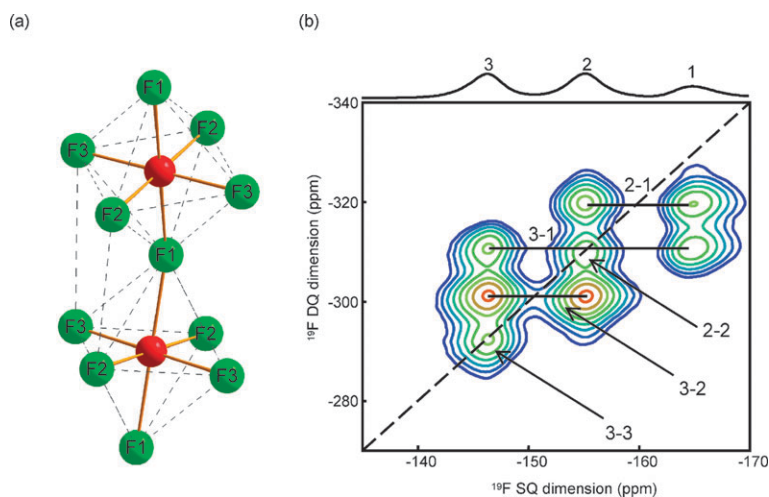 (a)
(b)
F1
F2
F3
F3
F2
F1
F3
F2
F2
F3
F1
3 2 1
-340
-320
-300
-280
¹⁹F DQ dimension (ppm)
2-1
3-1
2-2
3-2
3-3
-140 -150 -160 -170
¹⁹F SQ dimension (ppm)